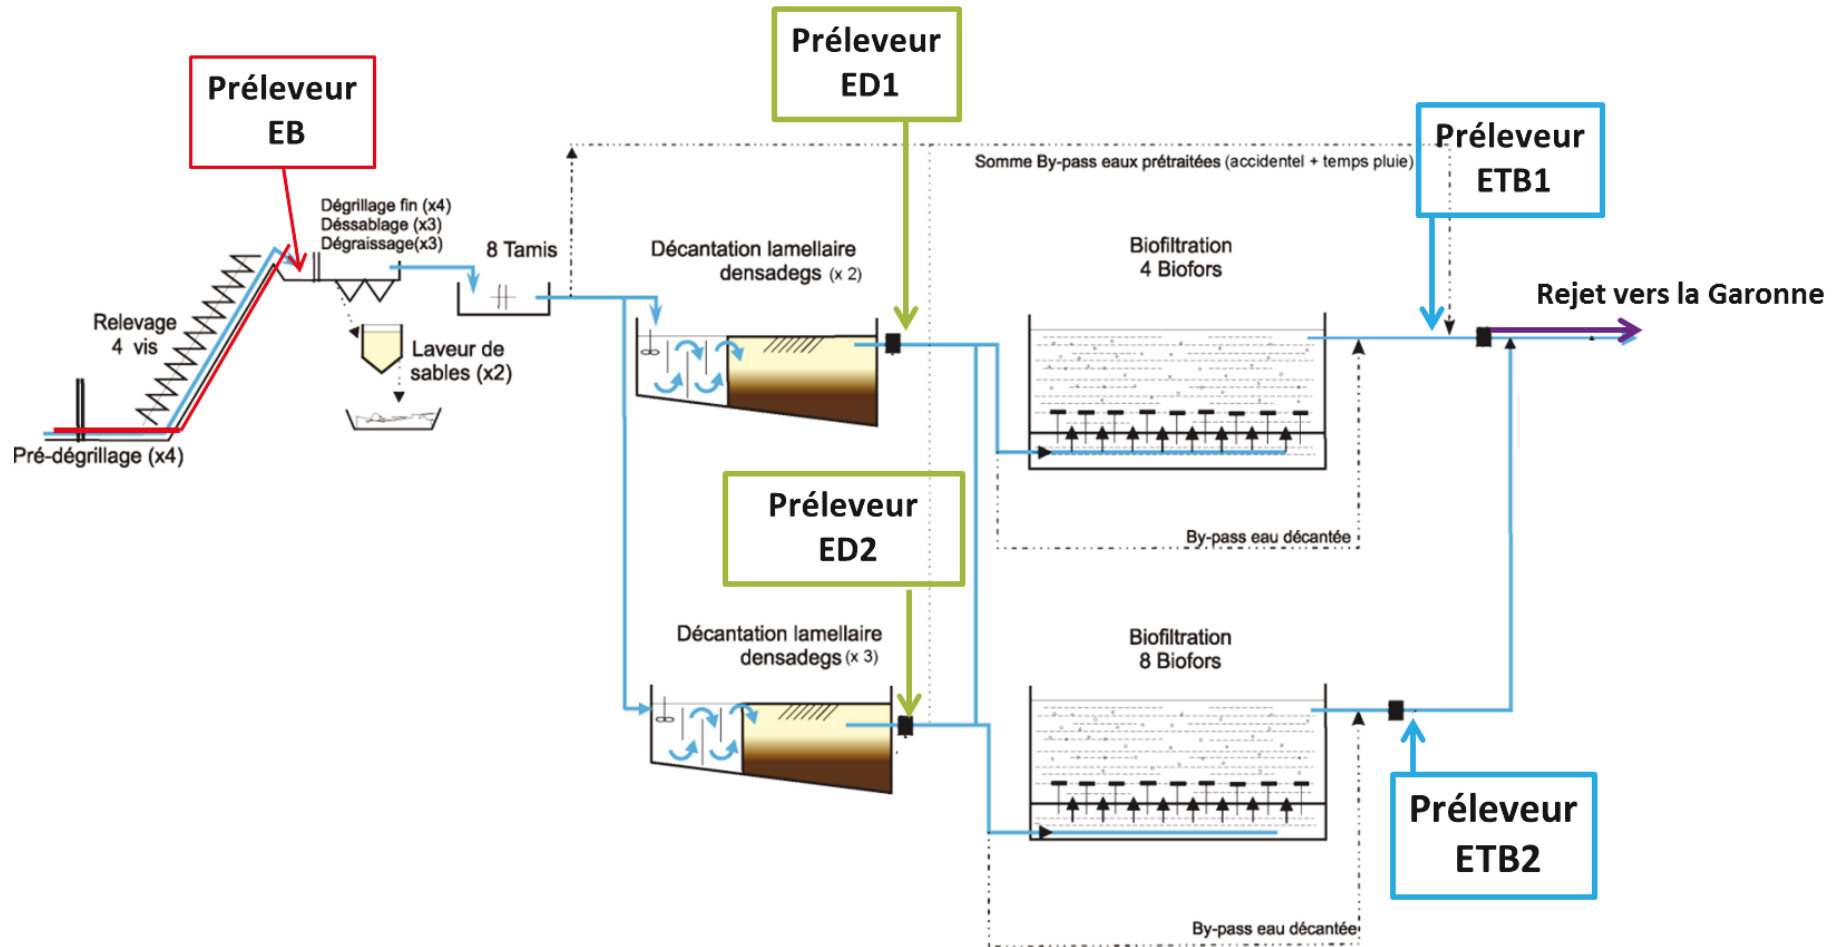 Préleveur
EB
Préleveur
ED1
Préleveur
ETB1
Somme By-pass eaux prétraitées (accidentel + temps pluie)
Dégrillage fin (x4)
Déssablage (x3)
Dégraissage(x3)
8 Tamis
Décantation lamellaire
densadegs (x 2)
Biofiltration
4 Biofors
Rejet vers la Garonne
Relevage
4 vis
Laveur de
sables (x2)
Pré-dégrillage (x4)
Préleveur
ED2
By-pass eau décantée
Décantation lamellaire
densadegs (x 3)
Biofiltration
8 Biofors
Préleveur
ETB2
By-pass eau décantée